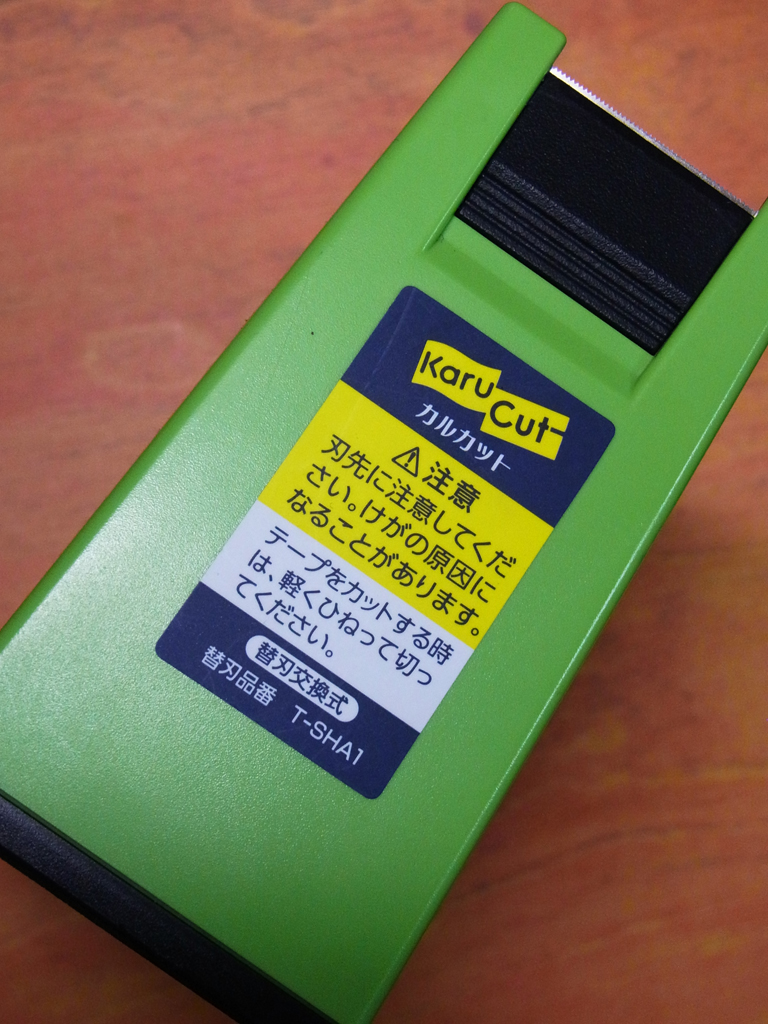 Karu Cut
カルカット
⚠注意
刃先に注意してくだ
さい。けがの原因に
なることがあります。
テープをカットする時
は、軽くひねって切っ
てください。
替刃交換式
替刃品番 T-SHA1